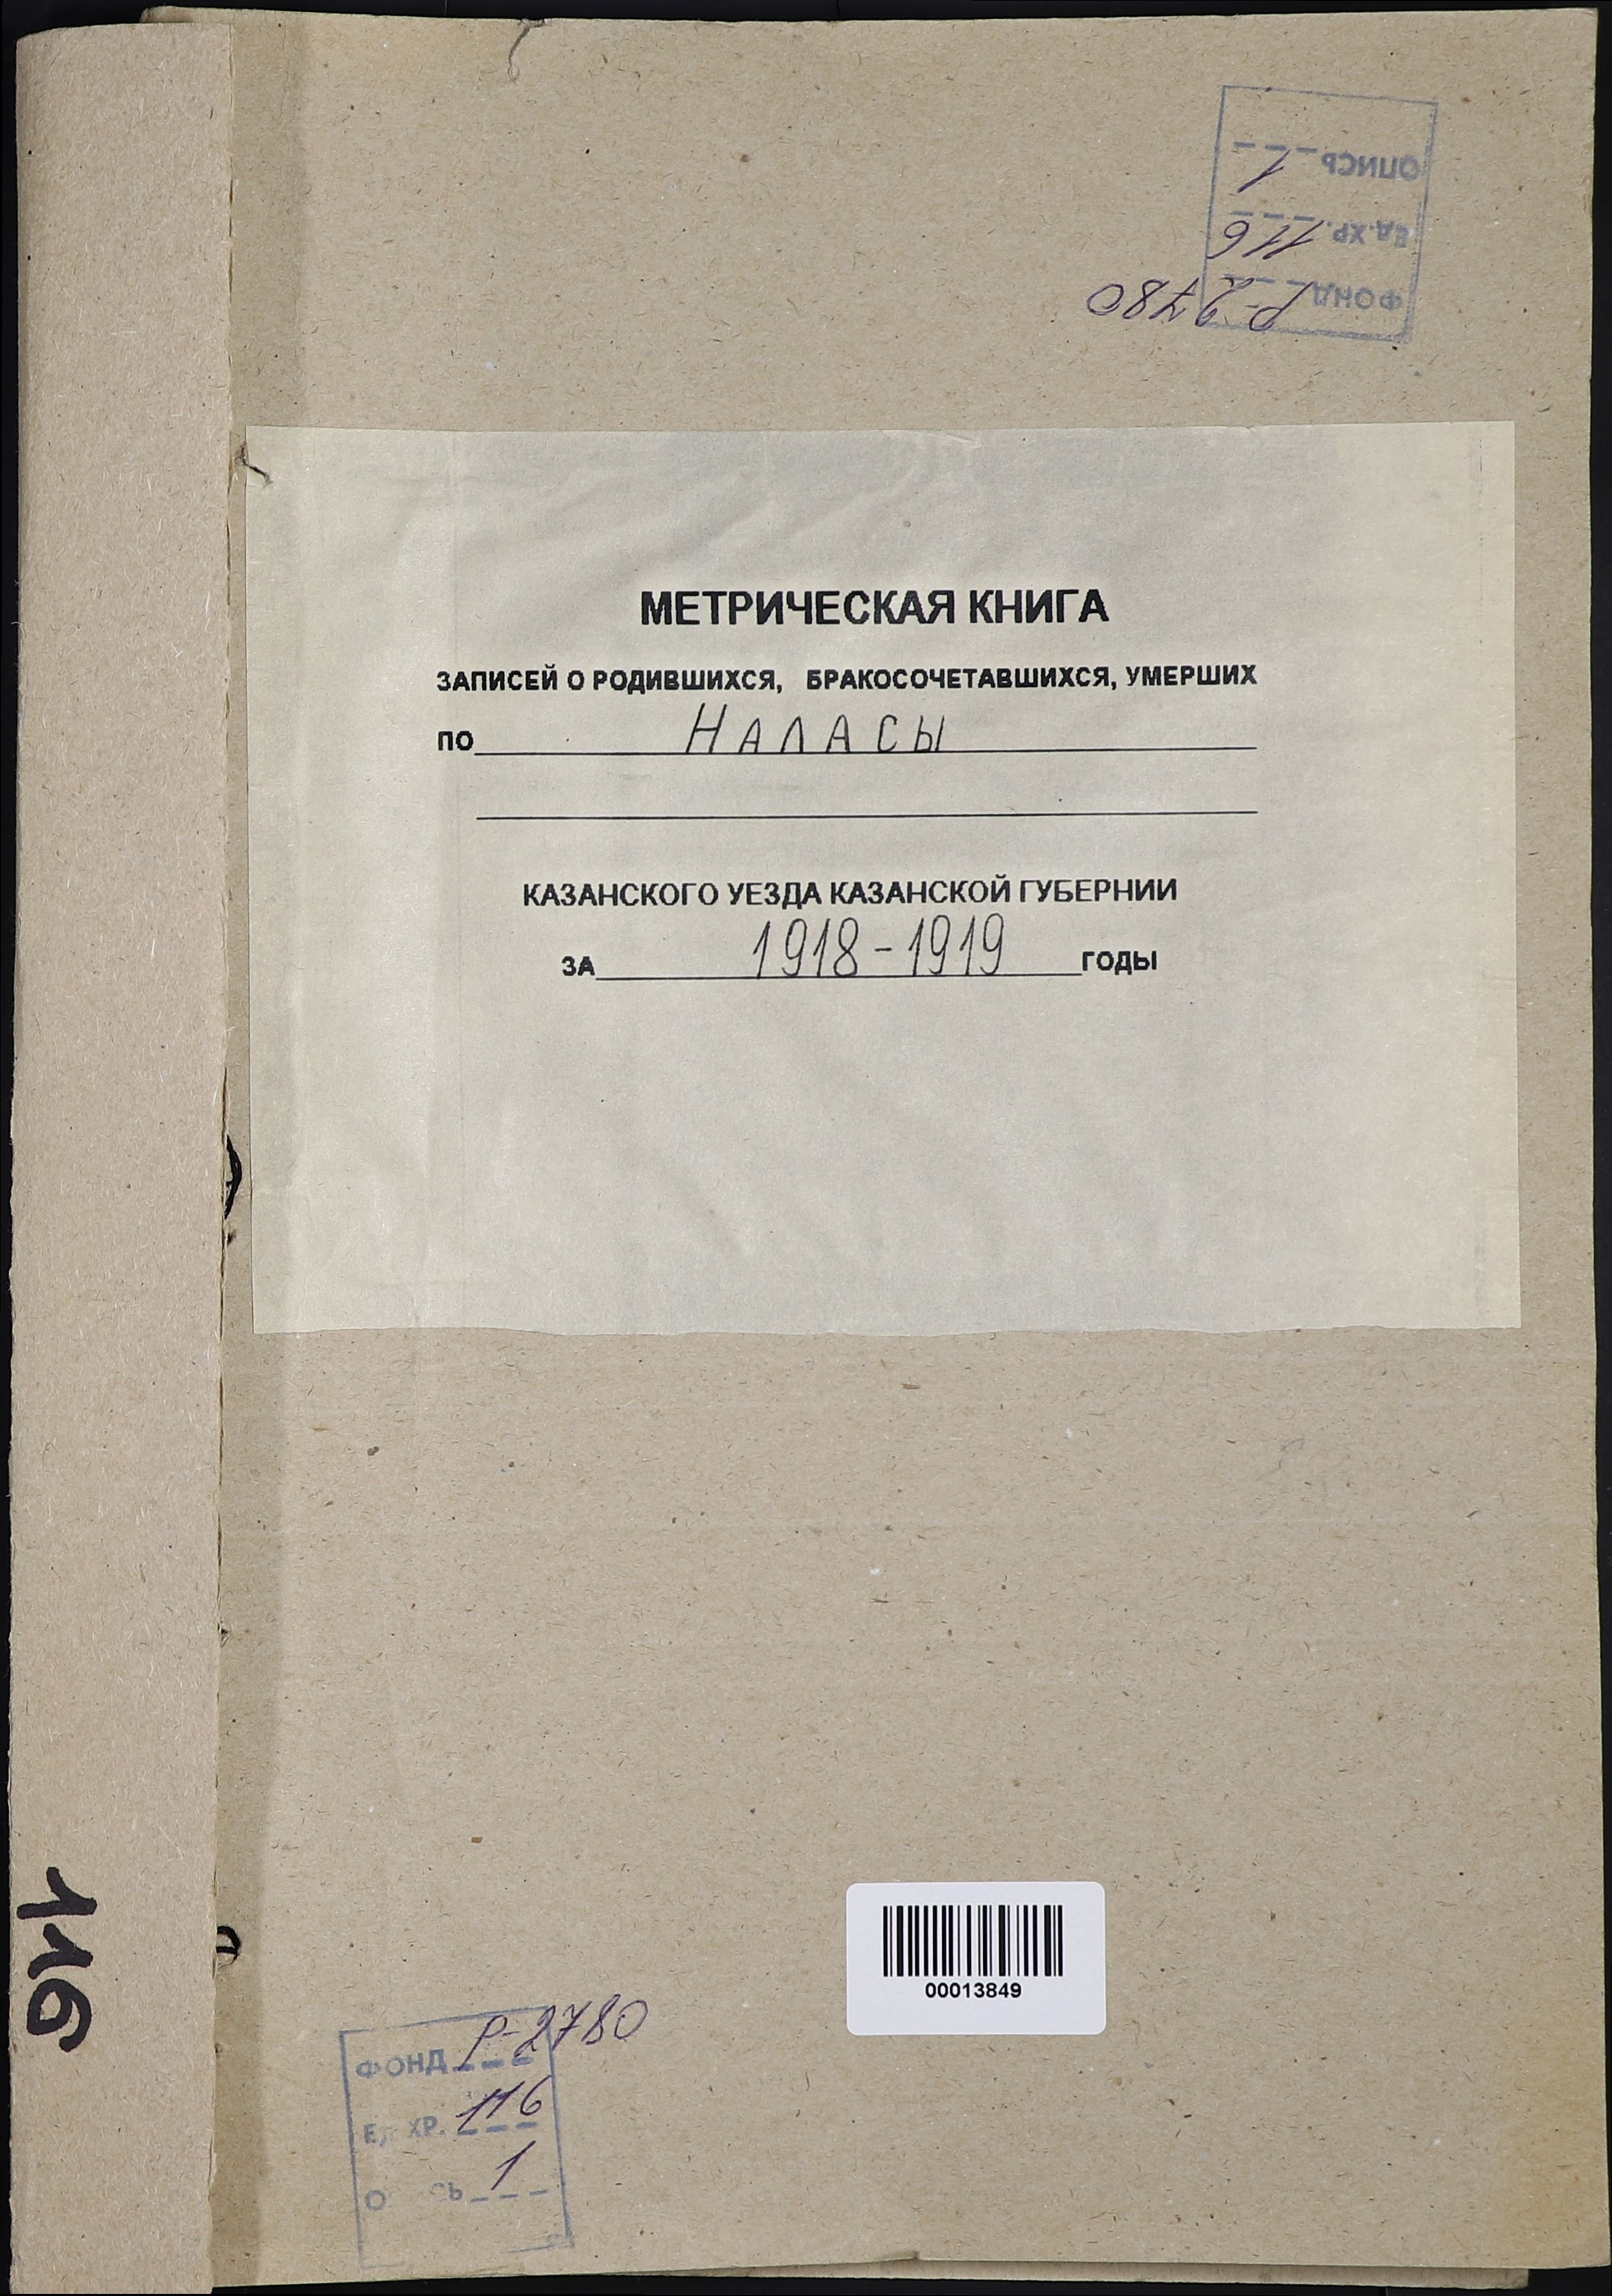 ОПИСЬ 1
ЕД.ХР. 116
ФОНД Р-2780
МЕТРИЧЕСКАЯ КНИГА
ЗАПИСЕЙ О РОДИВШИХСЯ, БРАКОСОЧЕТАВШИХСЯ, УМЕРШИХ
ПО НАЛАСЫ
КАЗАНСКОГО УЕЗДА КАЗАНСКОЙ ГУБЕРНИИ
ЗА 1918-1919 ГОДЫ
116
00013849
ФОНД Р-2780
ЕД ХР. 116
О СЬ 1